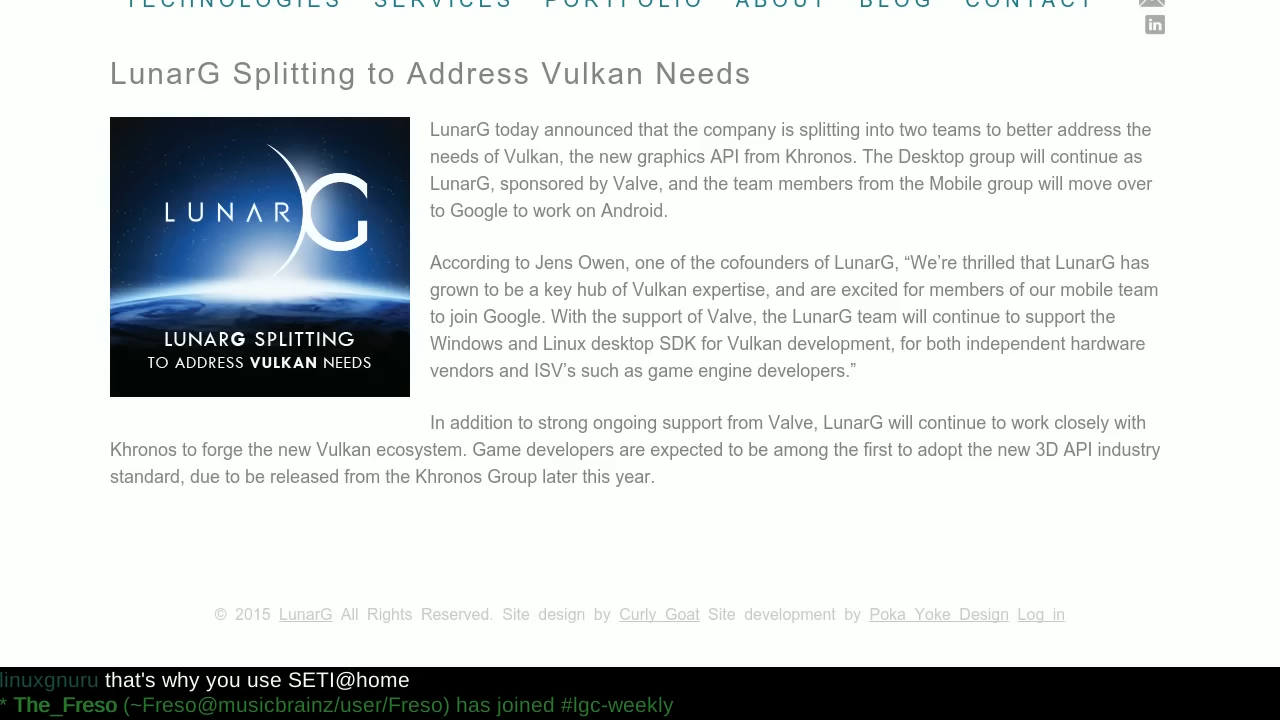 TECHNOLOGIES SERVICES PORTFOLIO ABOUT BLOG CONTACT
in
LunarG Splitting to Address Vulkan Needs
LUNARG
LUNARG SPLITTING
TO ADDRESS VULKAN NEEDS
LunarG today announced that the company is splitting into two teams to better address the
needs of Vulkan, the new graphics API from Khronos. The Desktop group will continue as
LunarG, sponsored by Valve, and the team members from the Mobile group will move over
to Google to work on Android.
According to Jens Owen, one of the cofounders of LunarG, “We’re thrilled that LunarG has
grown to be a key hub of Vulkan expertise, and are excited for members of our mobile team
to join Google. With the support of Valve, the LunarG team will continue to support the
Windows and Linux desktop SDK for Vulkan development, for both independent hardware
vendors and ISV’s such as game engine developers.”
In addition to strong ongoing support from Valve, LunarG will continue to work closely with
Khronos to forge the new Vulkan ecosystem. Game developers are expected to be among the first to adopt the new 3D API industry
standard, due to be released from the Khronos Group later this year.
© 2015 LunarG All Rights Reserved. Site design by Curly Goat Site development by Poka Yoke Design Log in
linuxgnuru that's why you use SETI@home
* The_Freso (~Freso@musicbrainz/user/Freso) has joined #lgc-weekly